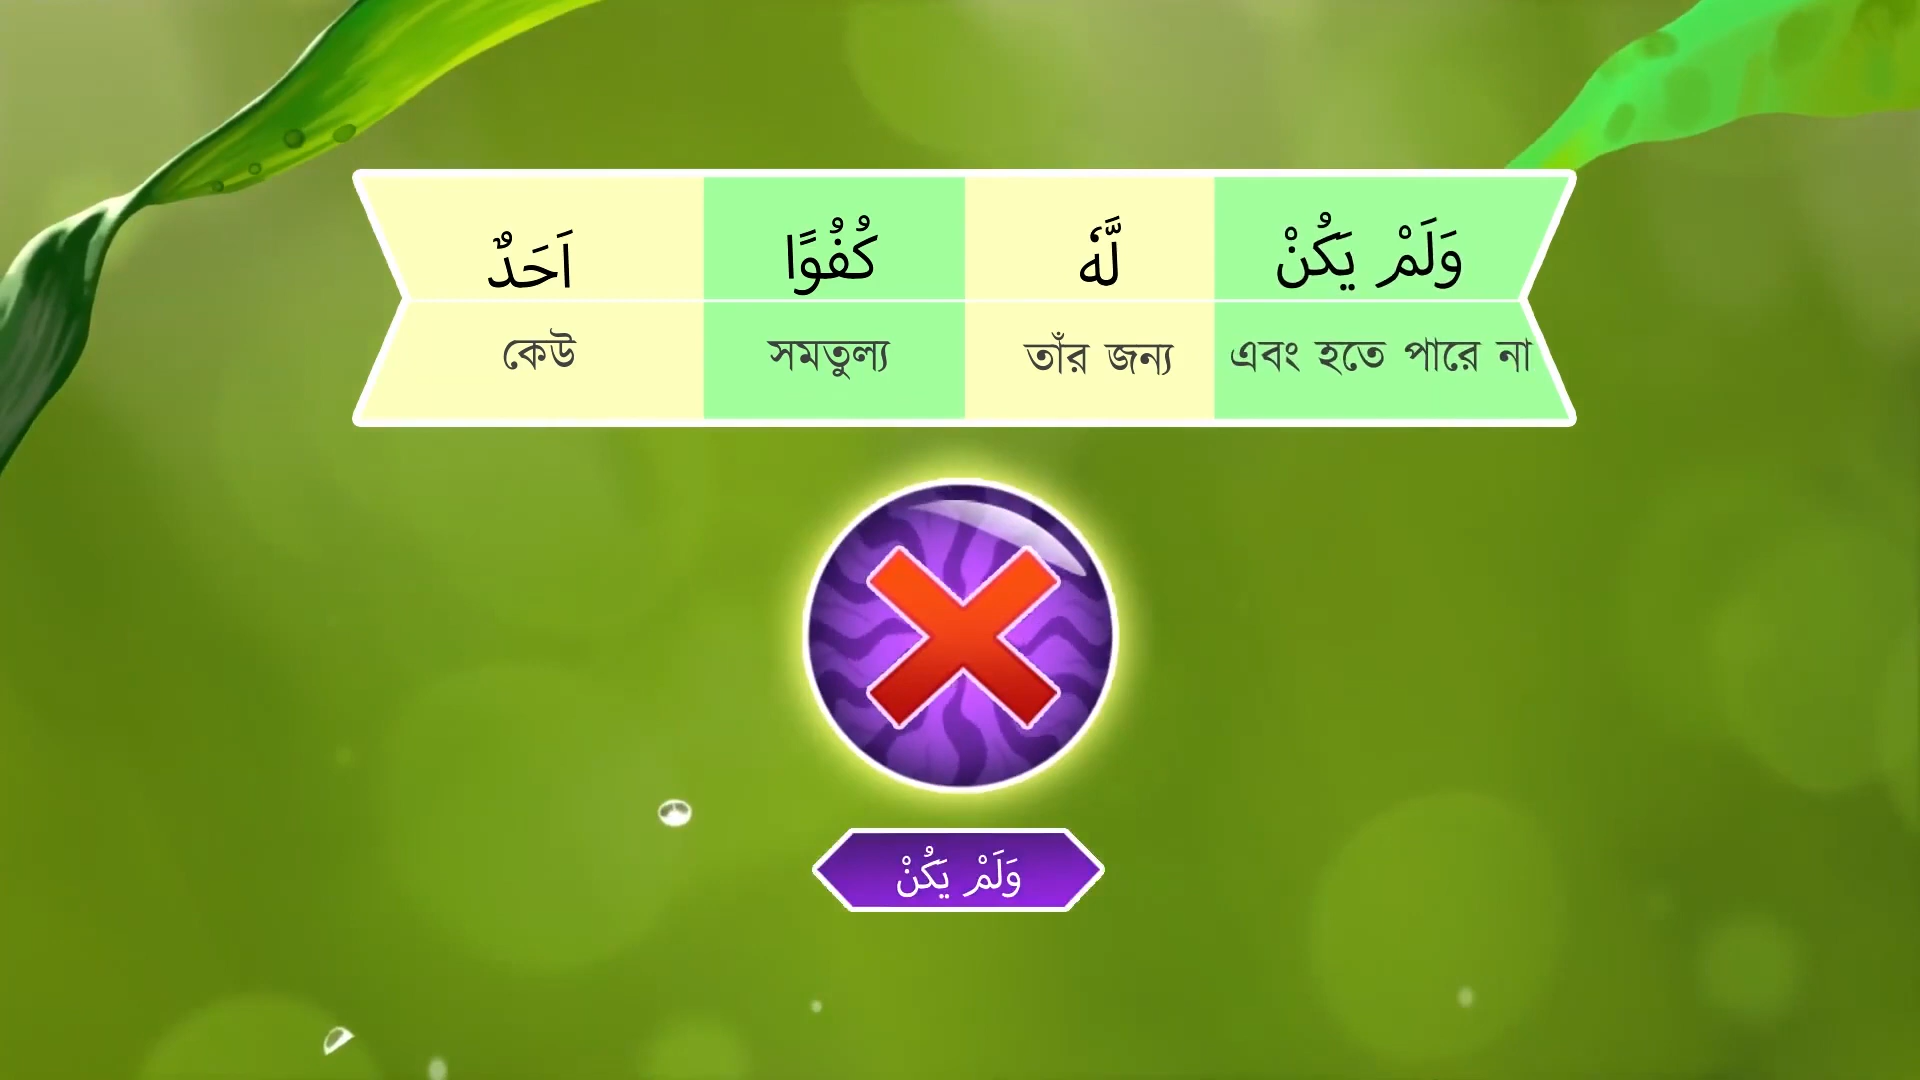 وَلَمْ يَكُنْ لَّهٗ كُفُوًا اَحَدٌ
এবং হতে পারে না তাঁর জন্য সমতুল্য কেউ
وَلَمْ يَكُنْ